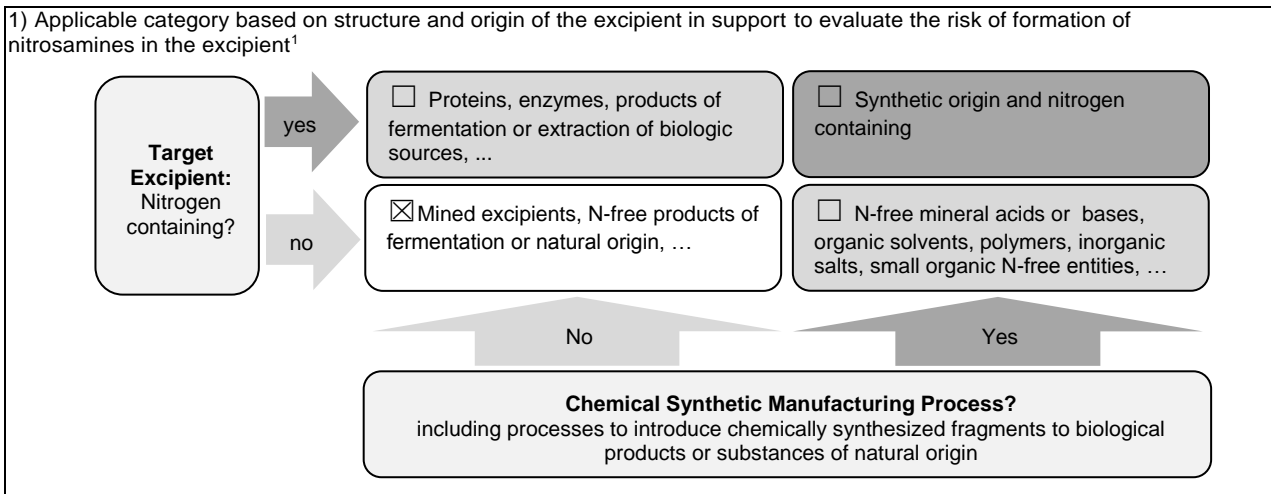 1) Applicable category based on structure and origin of the excipient in support to evaluate the risk of formation of
nitrosamines in the excipient¹
Target
Excipient:
Nitrogen
containing?
yes
☐ Proteins, enzymes, products of
fermentation or extraction of biologic
sources, ...
☐ Synthetic origin and nitrogen
containing
no
☒Mined excipients, N-free products of
fermentation or natural origin, …
☐ N-free mineral acids or bases,
organic solvents, polymers, inorganic
salts, small organic N-free entities, …
No
Yes
Chemical Synthetic Manufacturing Process?
including processes to introduce chemically synthesized fragments to biological
products or substances of natural origin